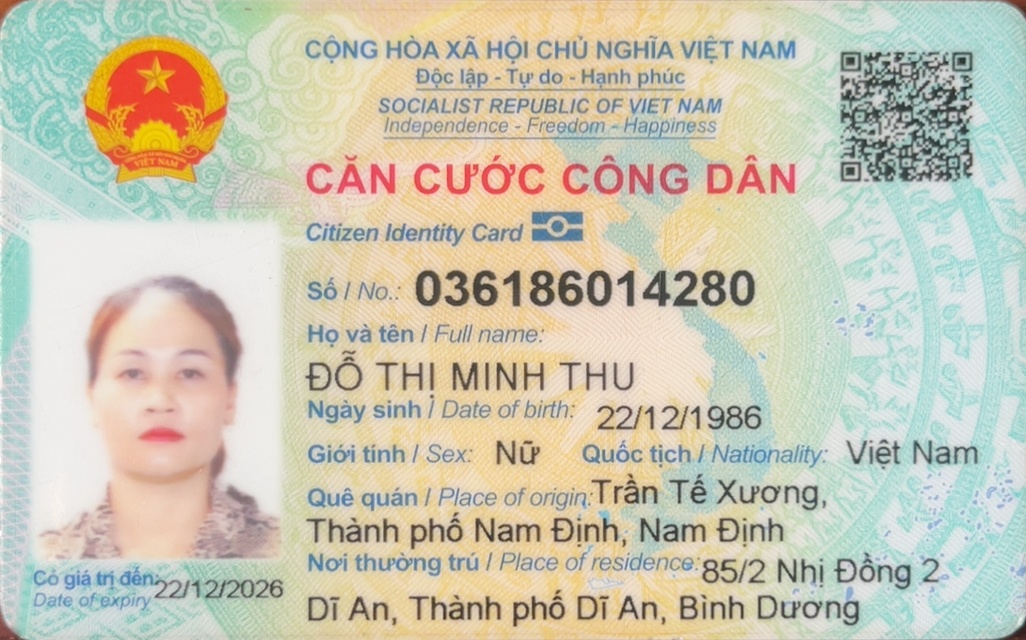 CỘNG HÒA XÃ HỘI CHỦ NGHĨA VIỆT NAM
Độc lập - Tự do - Hạnh phúc
SOCIALIST REPUBLIC OF VIET NAM
Independence - Freedom - Happiness
CĂN CƯỚC CÔNG DÂN
Citizen Identity Card
Số / No.: 036186014280
Họ và tên / Full name:
ĐỖ THỊ MINH THU
Ngày sinh / Date of birth: 22/12/1986
Giới tính / Sex: Nữ Quốc tịch / Nationality: Việt Nam
Quê quán / Place of origin: Trần Tế Xương,
Thành phố Nam Định, Nam Định
Nơi thường trú / Place of residence: 85/2 Nhị Đồng 2
Dĩ An, Thành phố Dĩ An, Bình Dương
Có giá trị đến: 22/12/2026
Date of expiry
VIỆT NAM